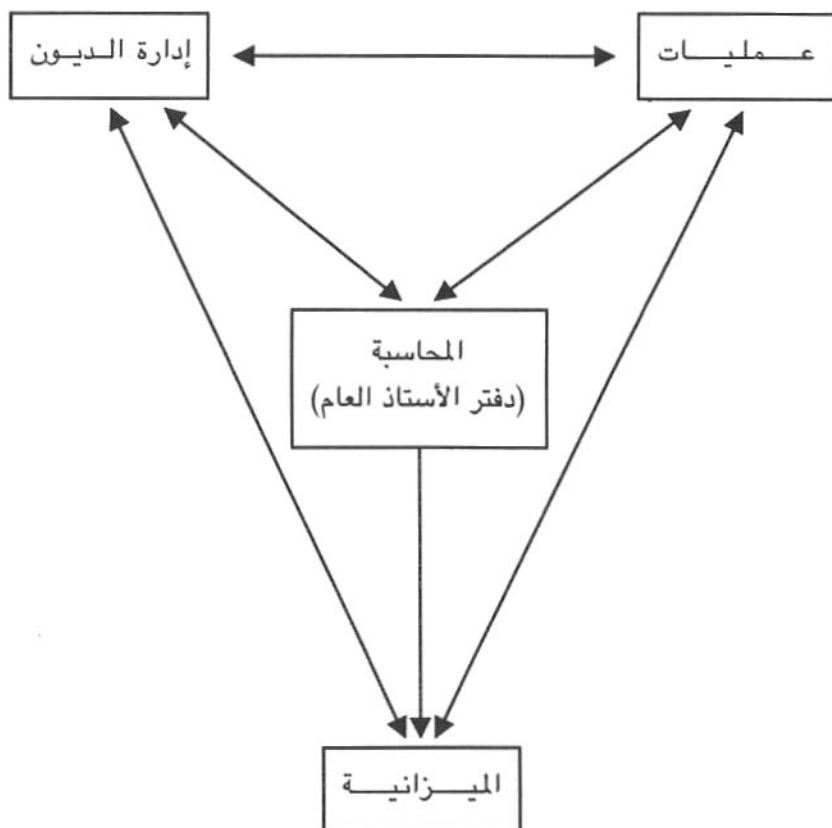 عمليات
إدارة الديون
المحاسبة
(دفتر الأستاذ العام)
الميزانية